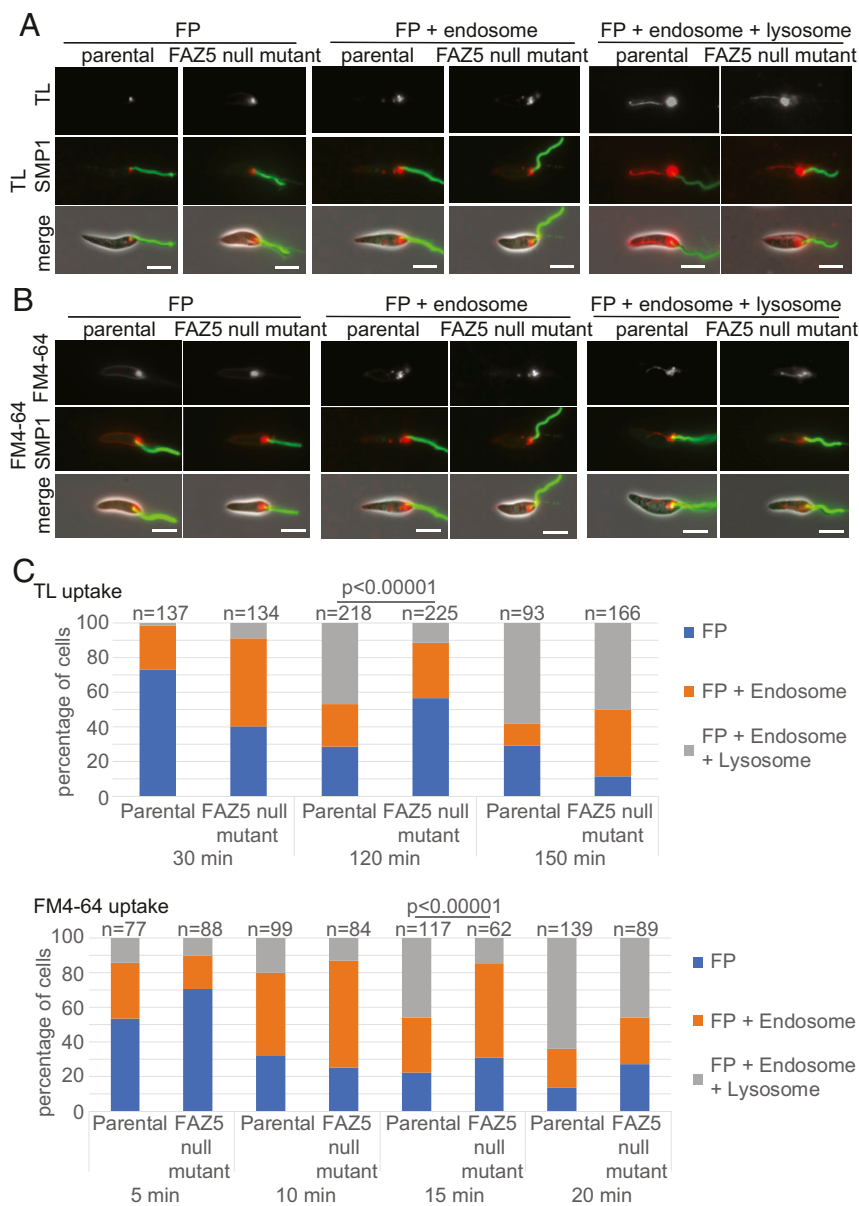 A
FP
FP + endosome
FP + endosome + lysosome
parental
FAZ5 null mutant
parental
FAZ5 null mutant
parental
FAZ5 null mutant
TL
TL
SMP1
merge
B
FP
FP + endosome
FP + endosome + lysosome
parental
FAZ5 null mutant
parental
FAZ5 null mutant
parental
FAZ5 null mutant
FM4-64
FM4-64
SMP1
merge
C
TL uptake
p<0.00001
n=137
n=134
n=218
n=225
n=93
n=166
percentage of cells
100
80
60
40
20
0
Parental
FAZ5 null
mutant
Parental
FAZ5 null
mutant
Parental
FAZ5 null
mutant
30 min
120 min
150 min
FP
FP + Endosome
FP + Endosome
+ Lysosome
FM4-64 uptake
p<0.00001
n=77
n=88
n=99
n=84
n=117
n=62
n=139
n=89
percentage of cells
100
80
60
40
20
0
Parental
FAZ5
null
mutant
Parental
FAZ5
null
mutant
Parental
FAZ5
null
mutant
Parental
FAZ5
null
mutant
5 min
10 min
15 min
20 min
FP
FP + Endosome
FP + Endosome
+ Lysosome